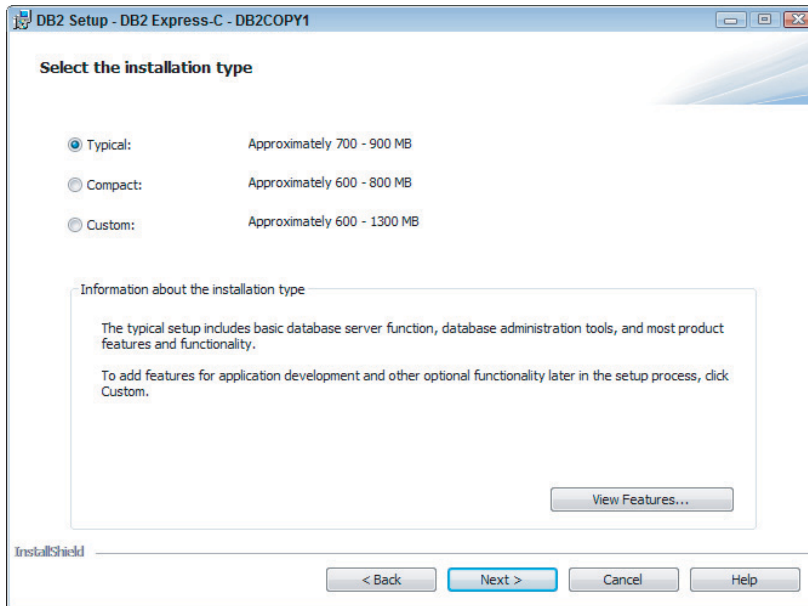 DB2 Setup - DB2 Express-C - DB2COPY1
Select the installation type
Typical: Approximately 700 - 900 MB
Compact: Approximately 600 - 800 MB
Custom: Approximately 600 - 1300 MB
Information about the installation type
The typical setup includes basic database server function, database administration tools, and most product
features and functionality.
To add features for application development and other optional functionality later in the setup process, click
Custom.
View Features...
InstallShield
< Back Next > Cancel Help